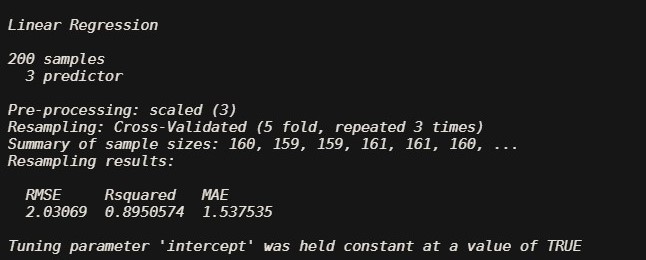 Linear Regression
200 samples
3 predictor
Pre-processing: scaled (3)
Resampling: Cross-Validated (5 fold, repeated 3 times)
Summary of sample sizes: 160, 159, 159, 161, 161, 160, ...
Resampling results:
RMSE Rsquared MAE
2.03069 0.8950574 1.537535
Tuning parameter 'intercept' was held constant at a value of TRUE